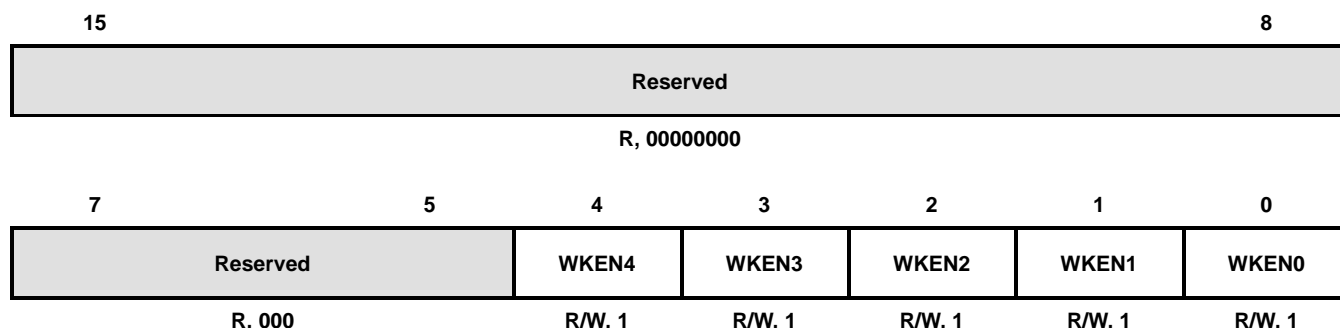 15 8
Reserved
R, 00000000
7 5 4 3 2 1 0
Reserved WKEN4 WKEN3 WKEN2 WKEN1 WKEN0
R, 000 R/W, 1 R/W, 1 R/W, 1 R/W, 1 R/W, 1